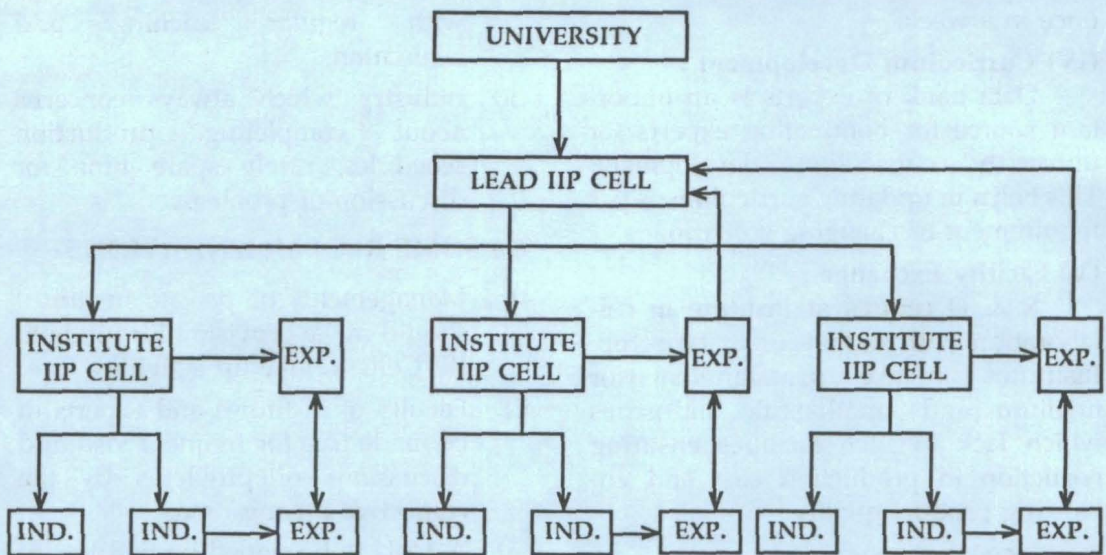 UNIVERSITY
LEAD IIP CELL
INSTITUTE
IIP CELL
EXP.
INSTITUTE
IIP CELL
EXP.
INSTITUTE
IIP CELL
EXP.
IND.
IND.
EXP.
IND.
IND.
EXP.
IND.
IND.
EXP.